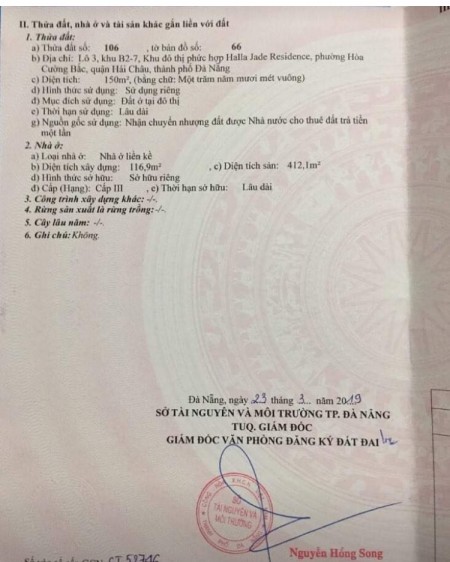 II. Thửa đất, nhà ở và tài sản khác gắn liền với đất
1. Thửa đất:
a) Thửa đất số: 106 , tờ bản đồ số: 66
b) Địa chỉ: Lô 3, khu B2-7, Khu đô thị phức hợp Halla Jade Residence, phường Hòa
Cường Bắc, quận Hải Châu, thành phố Đà Nẵng
c) Diện tích: 150m², (bằng chữ: Một trăm năm mươi mét vuông)
d) Hình thức sử dụng: Sử dụng riêng
đ) Mục đích sử dụng: Đất ở tại đô thị
e) Thời hạn sử dụng: Lâu dài
g) Nguồn gốc sử dụng: Nhận chuyển nhượng đất được Nhà nước cho thuê đất trả tiền
một lần
2. Nhà ở:
a) Loại nhà ở: Nhà ở liền kề
b) Diện tích xây dựng: 116,9m² , c) Diện tích sàn: 412,1m²
d) Hình thức sở hữu: Sở hữu riêng
đ) Cấp (Hạng): Cấp III , e) Thời hạn sở hữu: Lâu dài
3. Công trình xây dựng khác: -/-.
4. Rừng sản xuất là rừng trồng: -/-.
5. Cây lâu năm: -/-.
6. Ghi chú: Không.
Đà Nẵng, ngày 23 tháng 3... năm 2019
SỞ TÀI NGUYÊN VÀ MÔI TRƯỜNG TP. ĐÀ NẴNG
TUQ. GIÁM ĐỐC
GIÁM ĐỐC VĂN PHÒNG ĐĂNG KÝ ĐẤT ĐAI
SỞ
TÀI NGUYÊN VÀ
MÔI TRƯỜNG
Nguyễn Hồng Song